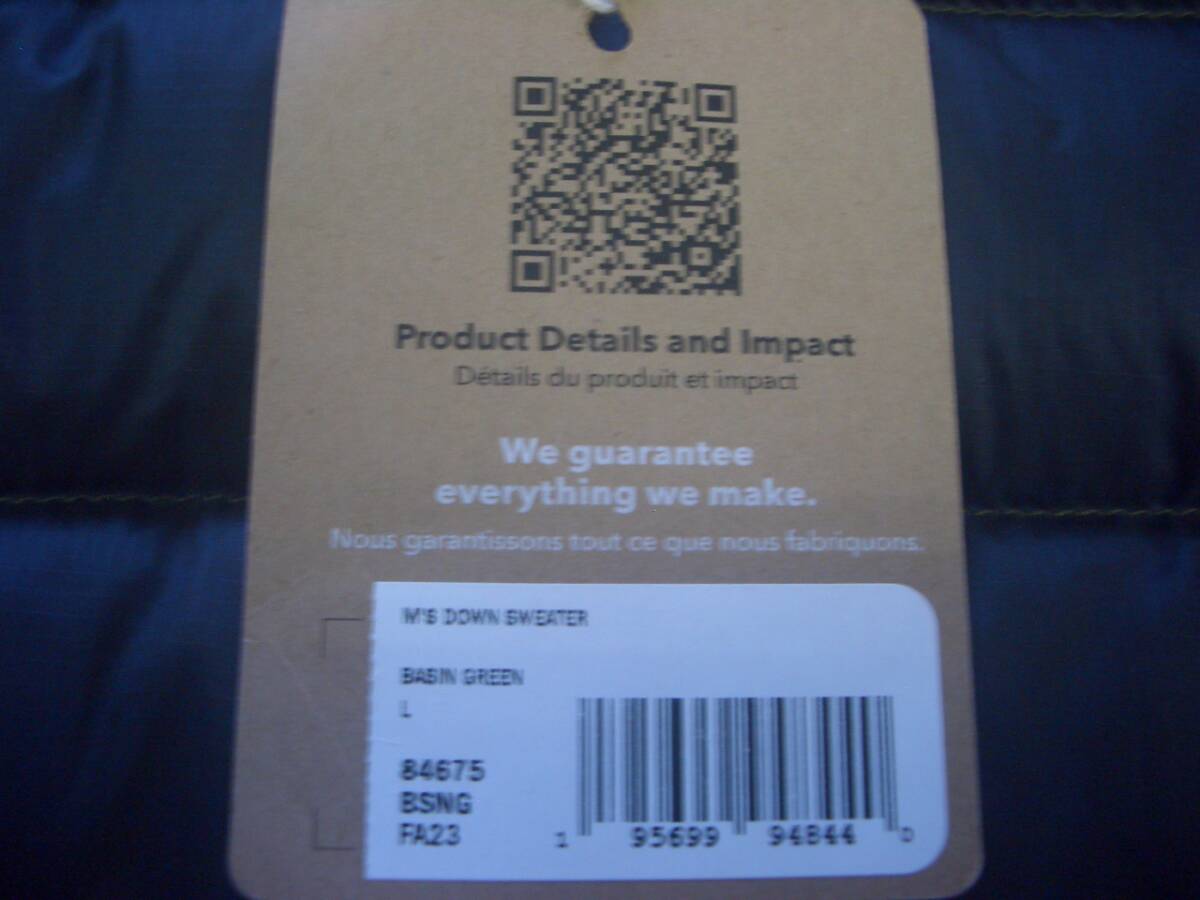 Product Details and Impact
Détails du produit et impact
We guarantee
everything we make.
Nous garantissons tout ce que nous fabriquons.
M'S DOWN SWEATER
BASIN GREEN
L
84675
BSNG
FA23
1 95699 94844 0